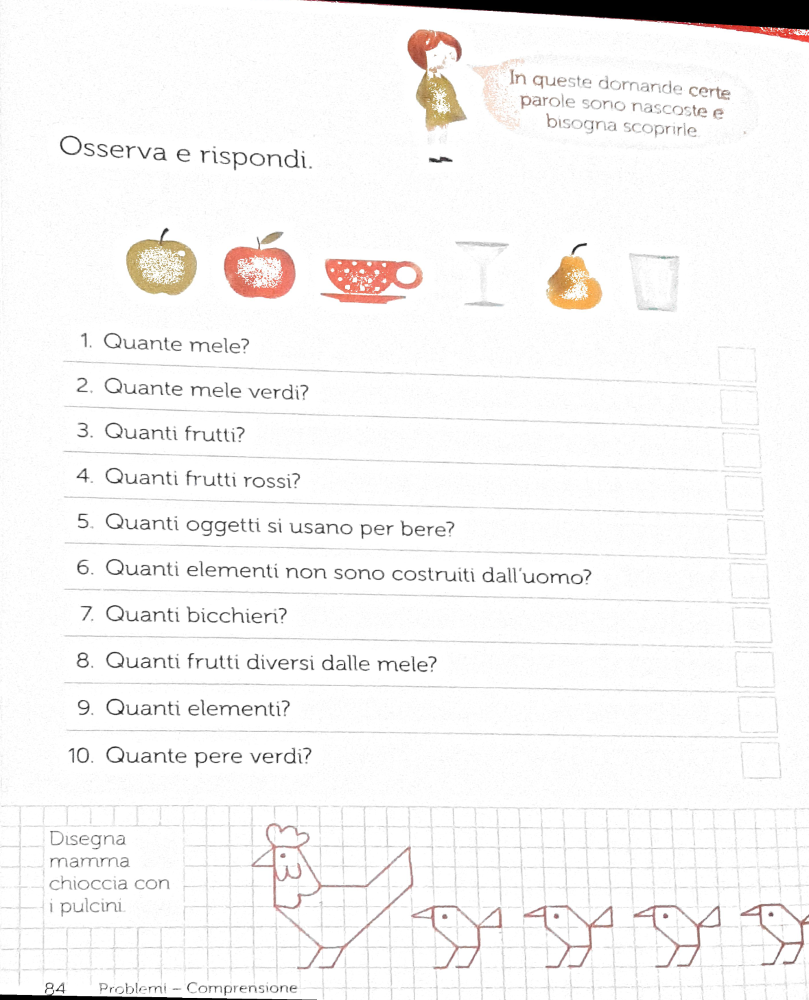 In queste domande certe
parole sono nascoste e
bisogna scoprirle.
Osserva e rispondi.
1. Quante mele?
2. Quante mele verdi?
3. Quanti frutti?
4. Quanti frutti rossi?
5. Quanti oggetti si usano per bere?
6. Quanti elementi non sono costruiti dall'uomo?
7. Quanti bicchieri?
8. Quanti frutti diversi dalle mele?
9. Quanti elementi?
10. Quante pere verdi?
Disegna
mamma
chioccia con
i pulcini.
84 Problemi – Comprensione